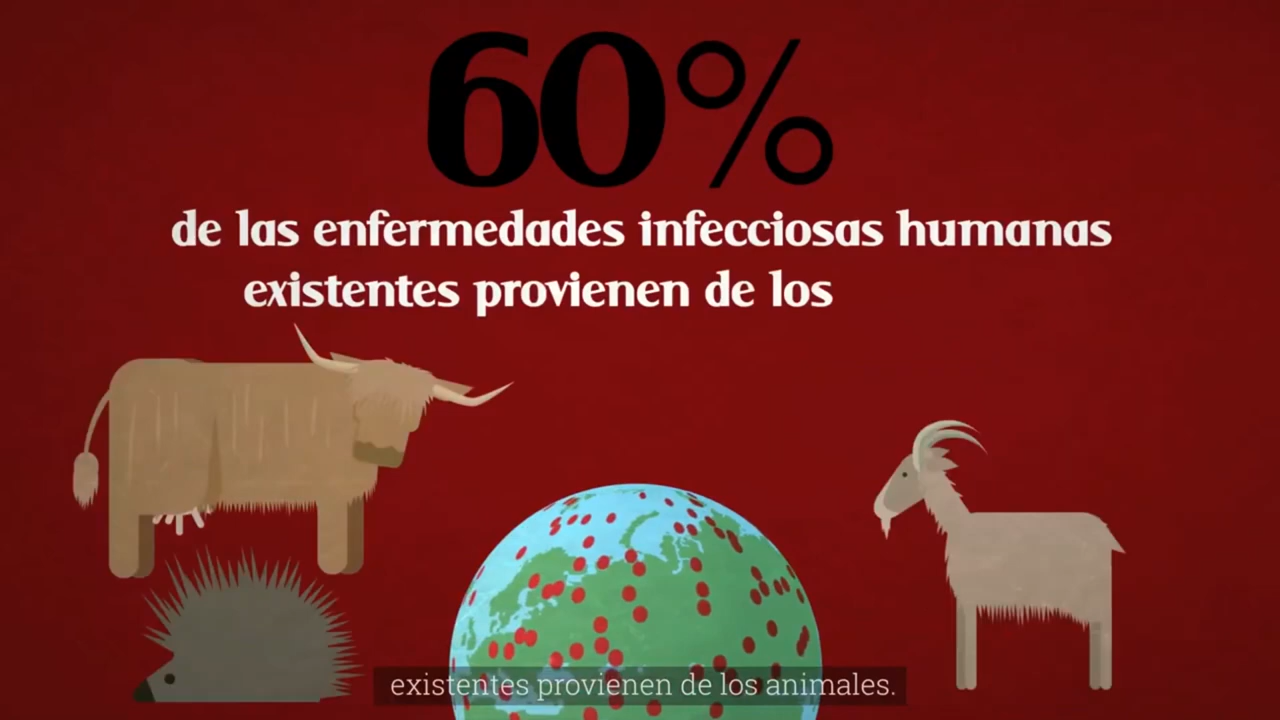 60%
de las enfermedades infecciosas humanas
existentes provienen de los
existentes provienen de los animales.